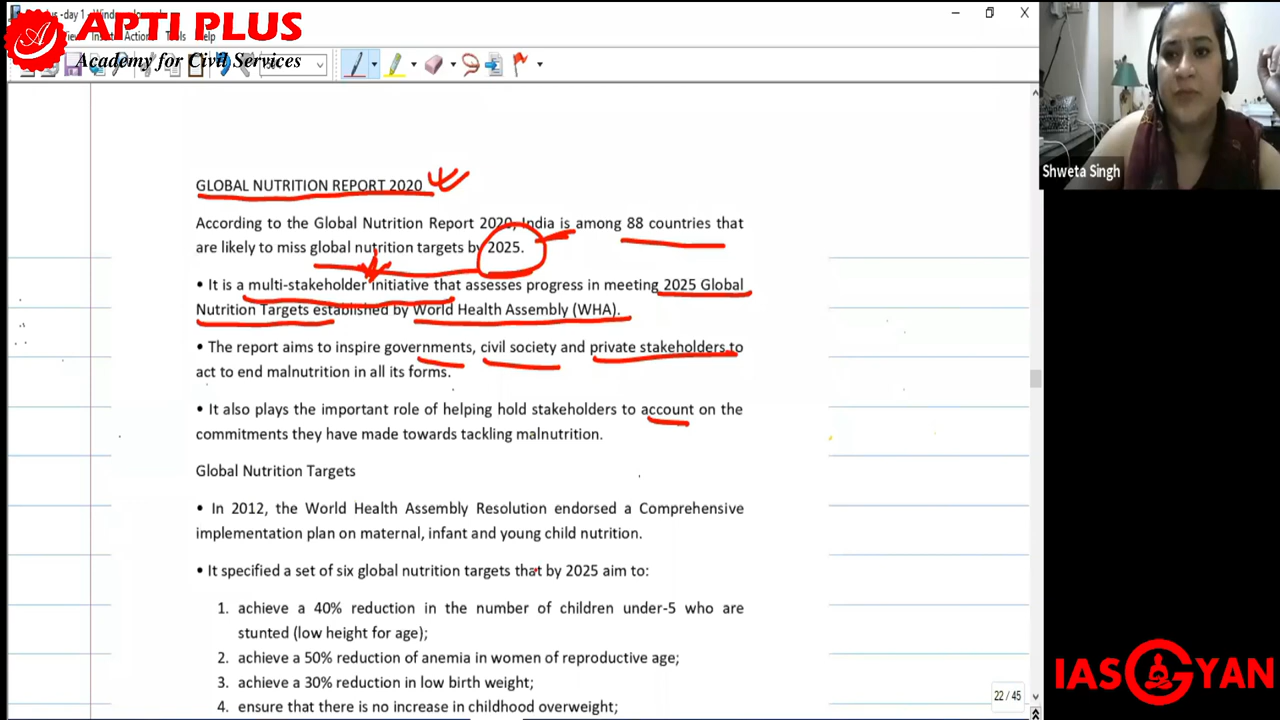 APTI PLUS
Academy for Civil Services
Shweta Singh
GLOBAL NUTRITION REPORT 2020
According to the Global Nutrition Report 2020, India is among 88 countries that
are likely to miss global nutrition targets by 2025.
• It is a multi-stakeholder initiative that assesses progress in meeting 2025 Global
Nutrition Targets established by World Health Assembly (WHA).
• The report aims to inspire governments, civil society and private stakeholders to
act to end malnutrition in all its forms.
• It also plays the important role of helping hold stakeholders to account on the
commitments they have made towards tackling malnutrition.
Global Nutrition Targets
• In 2012, the World Health Assembly Resolution endorsed a Comprehensive
implementation plan on maternal, infant and young child nutrition.
• It specified a set of six global nutrition targets that by 2025 aim to:
1. achieve a 40% reduction in the number of children under-5 who are
stunted (low height for age);
2. achieve a 50% reduction of anemia in women of reproductive age;
3. achieve a 30% reduction in low birth weight;
4. ensure that there is no increase in childhood overweight;
22 / 45
IAS GYAN